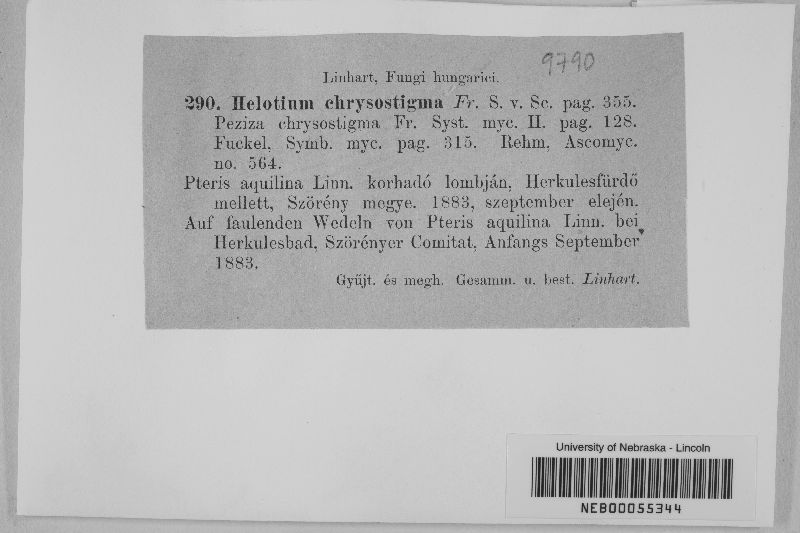 9790
Linhart, Fungi hungarici.
290. Helotium chrysostigma Fr. S. v. Sc. pag. 355.
Peziza chrysostigma Fr. Syst. myc. II. pag. 128.
Fuckel, Symb. myc. pag. 315. Rehm, Ascomyc.
no. 564.
Pteris aquilina Linn. korhadó lombján, Herkulesfürdő
mellett, Szörény megye. 1883, szeptember elején.
Auf faulenden Wedeln von Pteris aquilina Linn. bei
Herkulesbad, Szörényer Comitat, Anfangs September
1883.
Gyűjt. és megh. Gesamm. u. best. Linhart.
University of Nebraska - Lincoln
NEB00055344